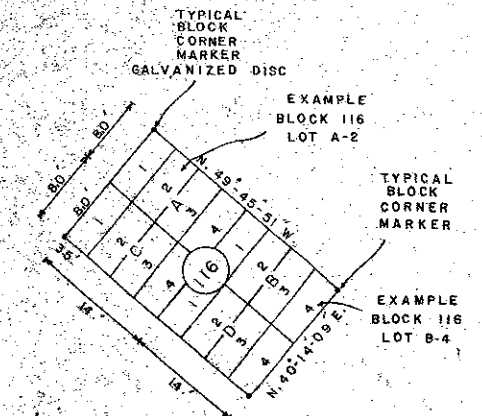 TYPICAL
BLOCK
CORNER
MARKER
GALVANIZED DISC
EXAMPLE
BLOCK 116
LOT A-2
N. 49°-45'-51" W.
TYPICAL
BLOCK
CORNER
MARKER
8.0'
8.0'
8.0'
1
2
A
3
4
1
2
B
3
4
1
2
C
3
4
1
2
D
3
4
116
3.5'
14.'
14.'
N. 40°-14'-09" E.
EXAMPLE
BLOCK 116
LOT B-4